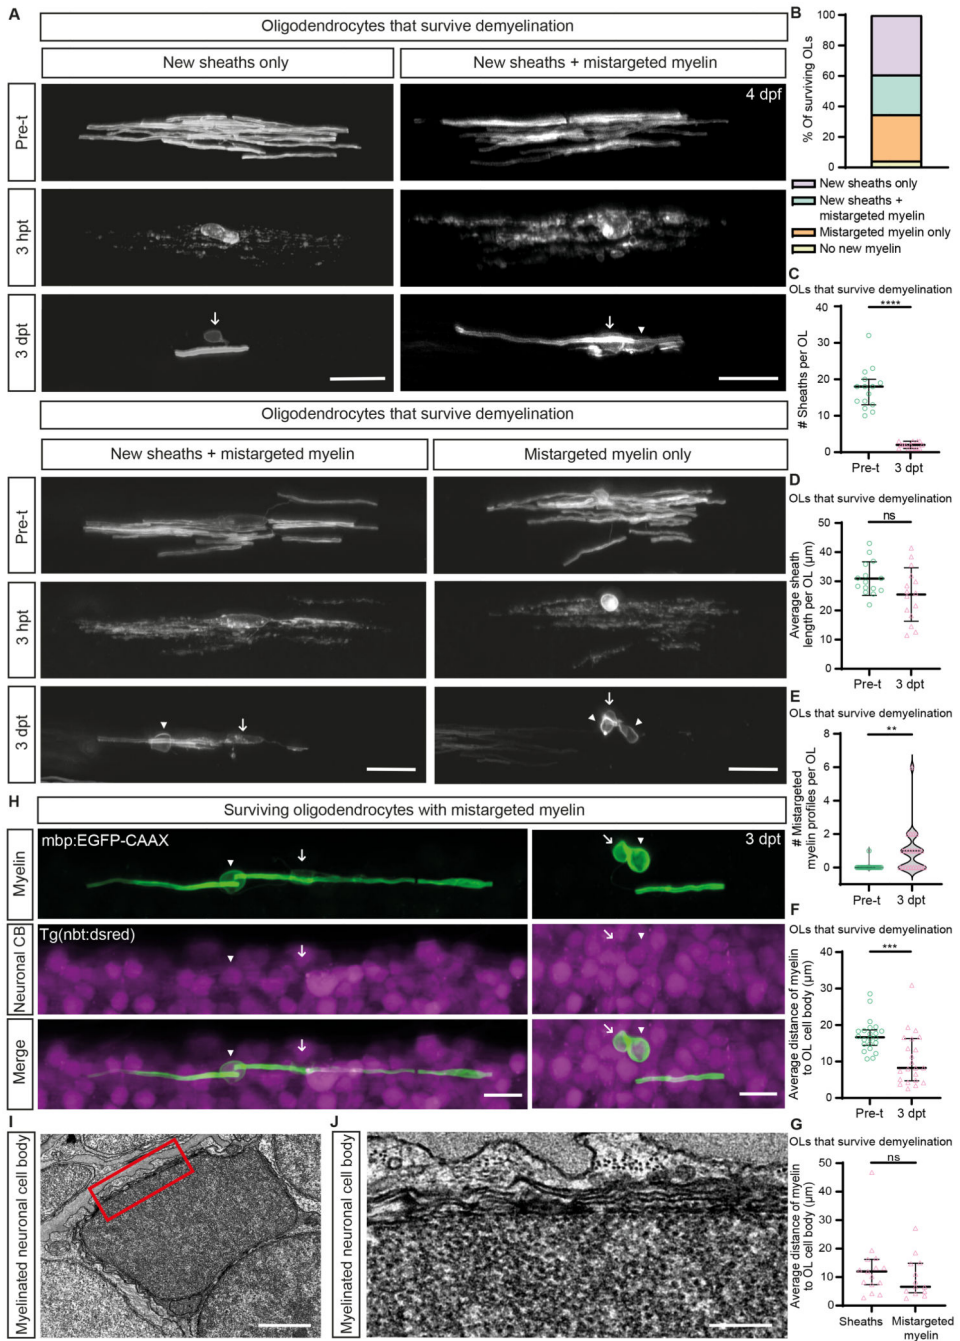 A
Oligodendrocytes that survive demyelination
New sheaths only
New sheaths + mistargeted myelin
Pre-t
4 dpf
3 hpt
3 dpt
Oligodendrocytes that survive demyelination
New sheaths + mistargeted myelin
Mistargeted myelin only
Pre-t
3 hpt
3 dpt
B
% Of surviving OLs
100
80
60
40
20
0
New sheaths only
New sheaths +
mistargeted myelin
Mistargeted myelin only
No new myelin
C
OLs that survive demyelination
# Sheaths per OL
40
30
20
10
0
****
Pre-t
3 dpt
D
OLs that survive demyelination
Average sheath
length per OL (µm)
50
40
30
20
10
0
ns
Pre-t
3 dpt
E
OLs that survive demyelination
# Mistargeted
myelin profiles per OL
8
6
4
2
0
**
Pre-t
3 dpt
F
OLs that survive demyelination
Average distance of myelin
to OL cell body (µm)
40
30
20
10
0
***
Pre-t
3 dpt
G
OLs that survive demyelination
Average distance of myelin
to OL cell body (µm)
50
40
30
20
10
0
ns
Sheaths
Mistargeted
myelin
H
Surviving oligodendrocytes with mistargeted myelin
Myelin
mbp:EGFP-CAAX
3 dpt
Neuronal CB
Tg(nbt:dsred)
Merge
I
Myelinated neuronal cell body
J
Myelinated neuronal cell body